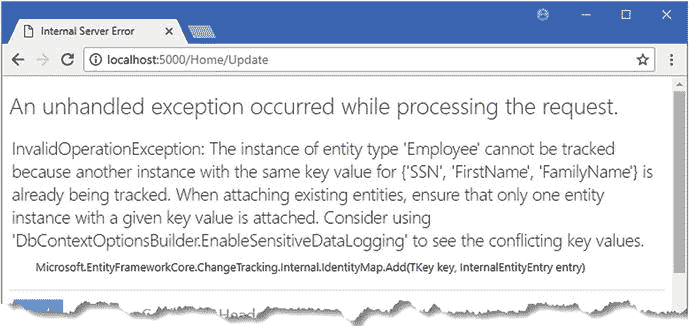 Internal Server Error
localhost:5000/Home/Update
An unhandled exception occurred while processing the request.
InvalidOperationException: The instance of entity type 'Employee' cannot be tracked
because another instance with the same key value for {'SSN', 'FirstName', 'FamilyName'} is
already being tracked. When attaching existing entities, ensure that only one entity
instance with a given key value is attached. Consider using
'DbContextOptionsBuilder.EnableSensitiveDataLogging' to see the conflicting key values.
Microsoft.EntityFrameworkCore.ChangeTracking.Internal.IdentityMap.Add(TKey key, InternalEntityEntry entry)